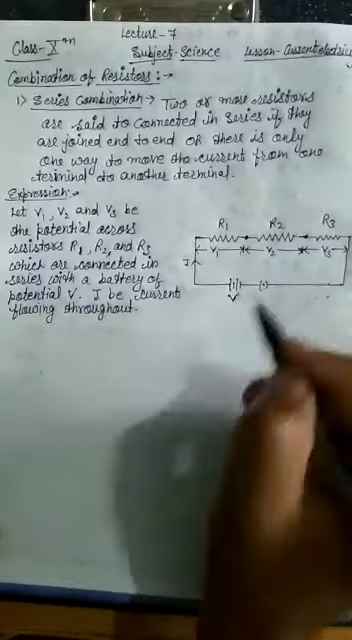 Lecture-7
Class-Xth Subject-Science Lesson-Current electric
Combination of Resistors:→
1) Series Combination→ Two or more resistors
are said to connected in series if they
are joined end to end OR there is only
one way to move the current from one
terminal to another terminal.
Expression:→
Let V1, V2 and V3 be
the potential across
resistors R1, R2, and R3
which are connected in
series with a battery of
potential V. I be current
flowing throughout.
R1 R2 R3
V1 V2 V3
I
V